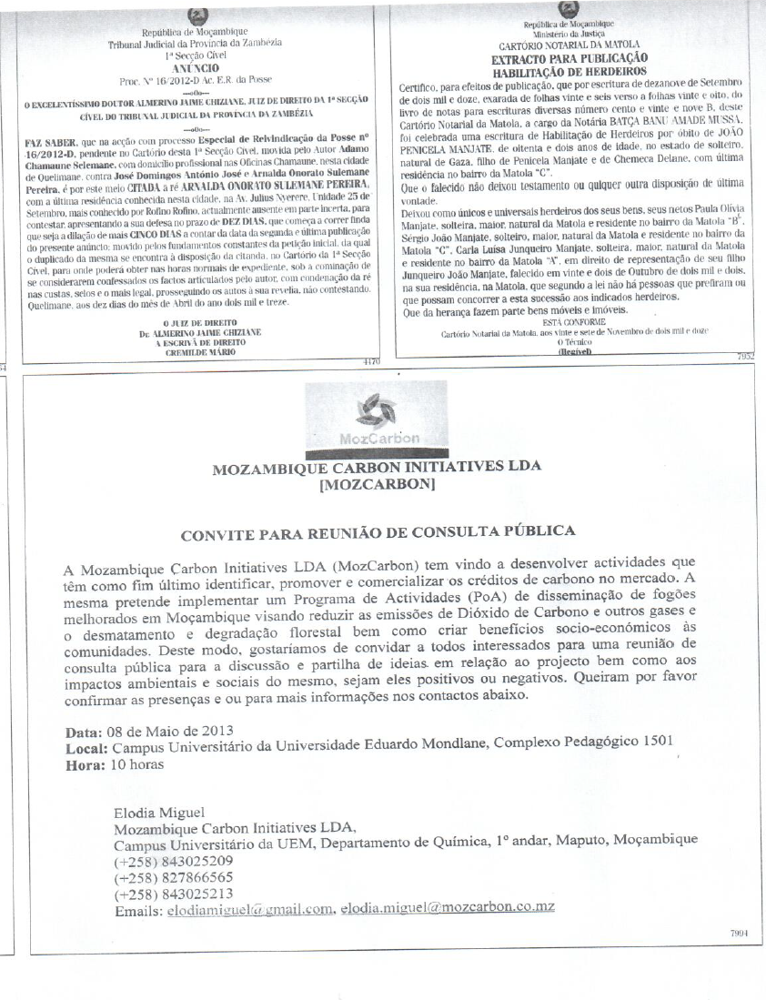 República de Moçambique
Tribunal Judicial da Província da Zambézia
1ª Secção Cível
ANÚNCIO
Proc. Nº 16/2012-D Ac. E.R. da Posse
---oOo---
O EXCELENTÍSSIMO DOUTOR ALMERINO JAIME CHIZIANE, JUIZ DE DIREITO DA 1ª SECÇÃO
CÍVEL DO TRIBUNAL JUDICIAL DA PROVÍNCIA DA ZAMBÉZIA
---oOo---
FAZ SABER, que na acção com processo Especial de Reivindicação da Posse nº
16/2012-D, pendente no Cartório desta 1ª Secção Cível, movida pelo Autor Adamo
Chamaune Selemane, com domicílio profissional nas Oficinas Chamaune, nesta cidade
de Quelimane, contra José Domingos António José e Arnalda Onorato Sulemane
Pereira, é por este meio CITADA a ré ARNALDA ONORATO SULEMANE PEREIRA,
com a última residência conhecida nesta cidade, na Av. Julius Nyerere, Unidade 25 de
Setembro, mais conhecido por Rofino Rofino, actualmente ausente em parte incerta, para
contestar, apresentando a sua defesa no prazo de DEZ DIAS, que começa a correr finda
que seja a dilação de mais CINCO DIAS a contar da data da segunda e última publicação
do presente anúncio; movido pelos fundamentos constantes da petição inicial, da qual
o duplicado da mesma se encontra à disposição da citanda, no Cartório da 1ª Secção
Cível, para onde poderá obter nas horas normais de expediente, sob a cominação de
se considerarem confessados os factos articulados pelo autor, com condenação da ré
nas custas, selos e o mais legal, prosseguindo os autos à sua revelia, não contestando.
Quelimane, aos dez dias do mês de Abril do ano dois mil e treze.
O JUIZ DE DIREITO
Dr. ALMERINO JAIME CHIZIANE
A ESCRIVÃ DE DIREITO
CREMILDE MÁRIO
4170
República de Moçambique
Ministério da Justiça
CARTÓRIO NOTARIAL DA MATOLA
EXTRACTO PARA PUBLICAÇÃO
HABILITAÇÃO DE HERDEIROS
Certifico, para efeitos de publicação, que por escritura de dezanove de Setembro
de dois mil e doze, exarada de folhas vinte e seis verso a folhas vinte e oito, do
livro de notas para escrituras diversas número cento e vinte e nove B, deste
Cartório Notarial da Matola, a cargo da Notária BATÇA BANU AMADE MUSSA,
foi celebrada uma escritura de Habilitação de Herdeiros por óbito de JOÃO
PENICELA MANJATE, de oitenta e dois anos de idade, no estado de solteiro,
natural de Gaza, filho de Penicela Manjate e de Chemeca Delane, com última
residência no bairro da Matola "C".
Que o falecido não deixou testamento ou qulquer outra disposição de última
vontade.
Deixou como únicos e universais herdeiros dos seus bens, seus netos Paula Olívia
Manjate, solteira, maior, natural da Matola e residente no bairro da Matola "B",
Sérgio João Manjate, solteiro, maior, natural da Matola e residente no bairro da
Matola "C", Carla Luísa Junqueiro Manjate, solteira, maior, natural da Matola
e residente no bairro da Matola "A", em direito de representação de seu filho
Junqueiro João Manjate, falecido em vinte e dois de Outubro de dois mil e dois,
na sua residência, na Matola, que segundo a lei não há pessoas que prefiram ou
que possam concorrer a esta sucessão aos indicados herdeiros.
Que da herança fazem parte bens móveis e imóveis.
ESTÁ CONFORME
Cartório Notarial da Matola, aos vinte e sete de Novembro de dois mil e doze
O Técnico
(Ilegível)
7952
MozCarbon
MOZAMBIQUE CARBON INITIATIVES LDA
[MOZCARBON]
CONVITE PARA REUNIÃO DE CONSULTA PÚBLICA
A Mozambique Carbon Initiatives LDA (MozCarbon) tem vindo a desenvolver actividades que
têm como fim último identificar, promover e comercializar os créditos de carbono no mercado. A
mesma pretende implementar um Programa de Actividades (PoA) de disseminação de fogões
melhorados em Moçambique visando reduzir as emissões de Dióxido de Carbono e outros gases e
o desmatamento e degradação florestal bem como criar benefícios socio-económicos às
comunidades. Deste modo, gostaríamos de convidar a todos interessados para uma reunião de
consulta pública para a discussão e partilha de ideias em relação ao projecto bem como aos
impactos ambientais e sociais do mesmo, sejam eles positivos ou negativos. Queiram por favor
confirmar as presenças e ou para mais informações nos contactos abaixo.
Data: 08 de Maio de 2013
Local: Campus Universitário da Universidade Eduardo Mondlane, Complexo Pedagógico 1501
Hora: 10 horas
Elodia Miguel
Mozambique Carbon Initiatives LDA,
Campus Universitário da UEM, Departamento de Química, 1º andar, Maputo, Moçambique
(+258) 843025209
(+258) 827866565
(+258) 843025213
Emails: elodiamiguel@gmail.com, elodia.miguel@mozcarbon.co.mz
7994